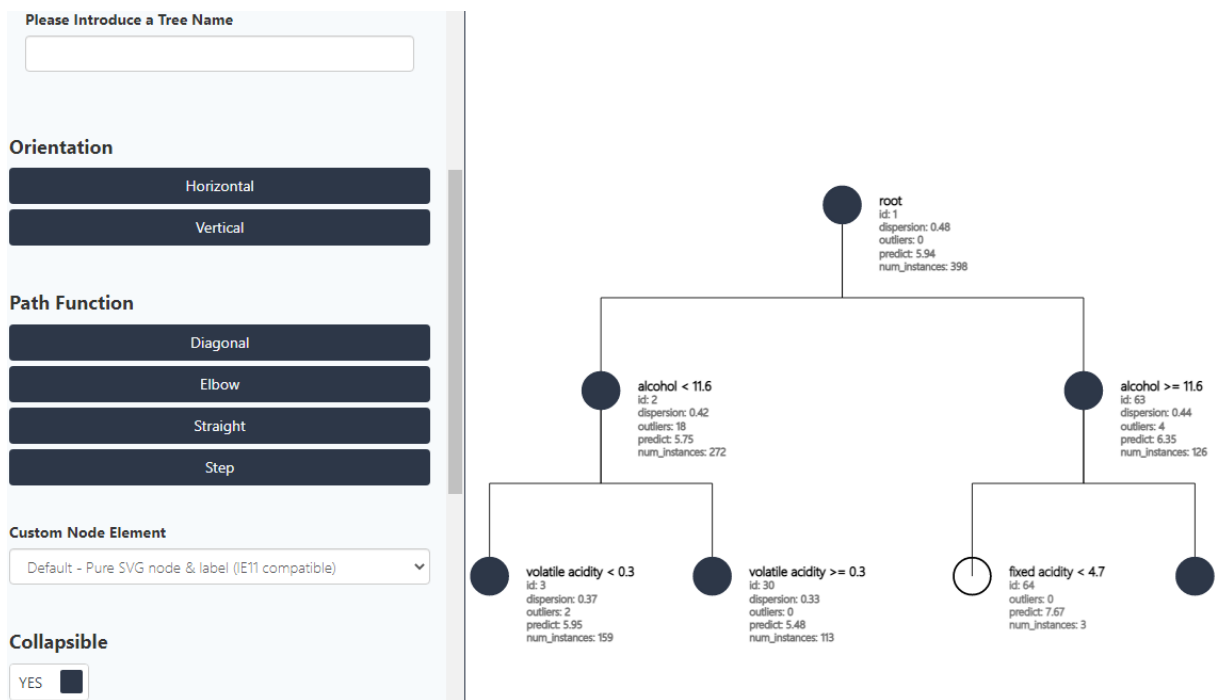 Please Introduce a Tree Name
Orientation
Horizontal
Vertical
Path Function
Diagonal
Elbow
Straight
Step
Custom Node Element
Default - Pure SVG node & label (IE11 compatible)
Collapsible
YES
root
id: 1
dispersion: 0.48
outliers: 0
predict: 5.94
num_instances: 398
alcohol < 11.6
id: 2
dispersion: 0.42
outliers: 18
predict: 5.75
num_instances: 272
alcohol >= 11.6
id: 63
dispersion: 0.44
outliers: 4
predict: 6.35
num_instances: 126
volatile acidity < 0.3
id: 3
dispersion: 0.37
outliers: 2
predict: 5.95
num_instances: 159
volatile acidity >= 0.3
id: 30
dispersion: 0.33
outliers: 0
predict: 5.48
num_instances: 113
fixed acidity < 4.7
id: 64
outliers: 0
predict: 7.67
num_instances: 3